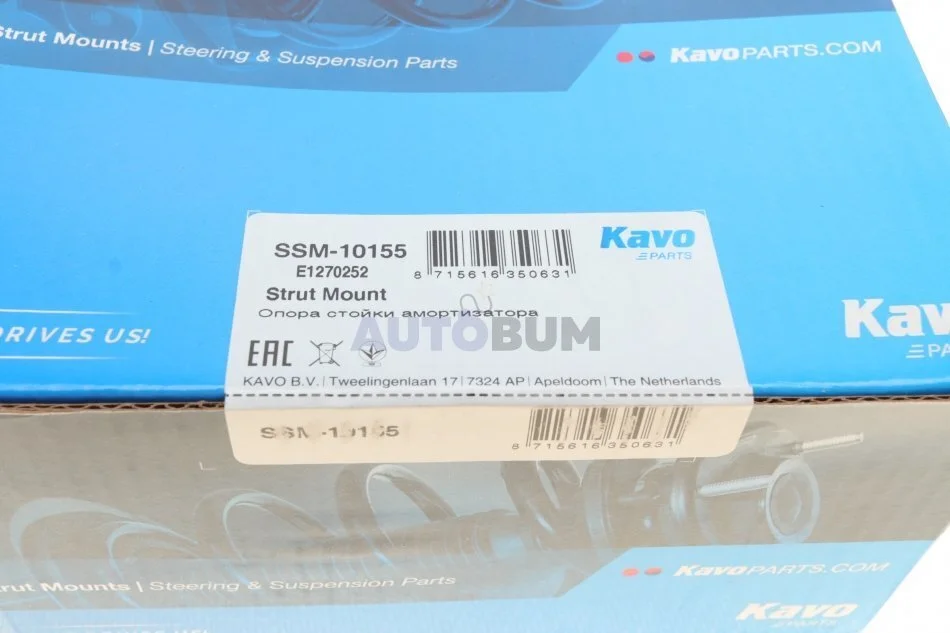 Strut Mounts | Steering & Suspension Parts
KavoPARTS.COM
SSM-10155
E1270252
8 715616 350631
Kavo
PARTS
Strut Mount
Опора стойки амортизатора
AUTOBUM
DRIVES US!
EAC
KAVO B.V. | Tweelingenlaan 17 | 7324 AP | Apeldoorn | The Netherlands
Kav
PA
SSM-10155
8 715616 350631
Strut Mounts | Steering & Suspension Parts
KavoPARTS.COM
Kavo
PARTS